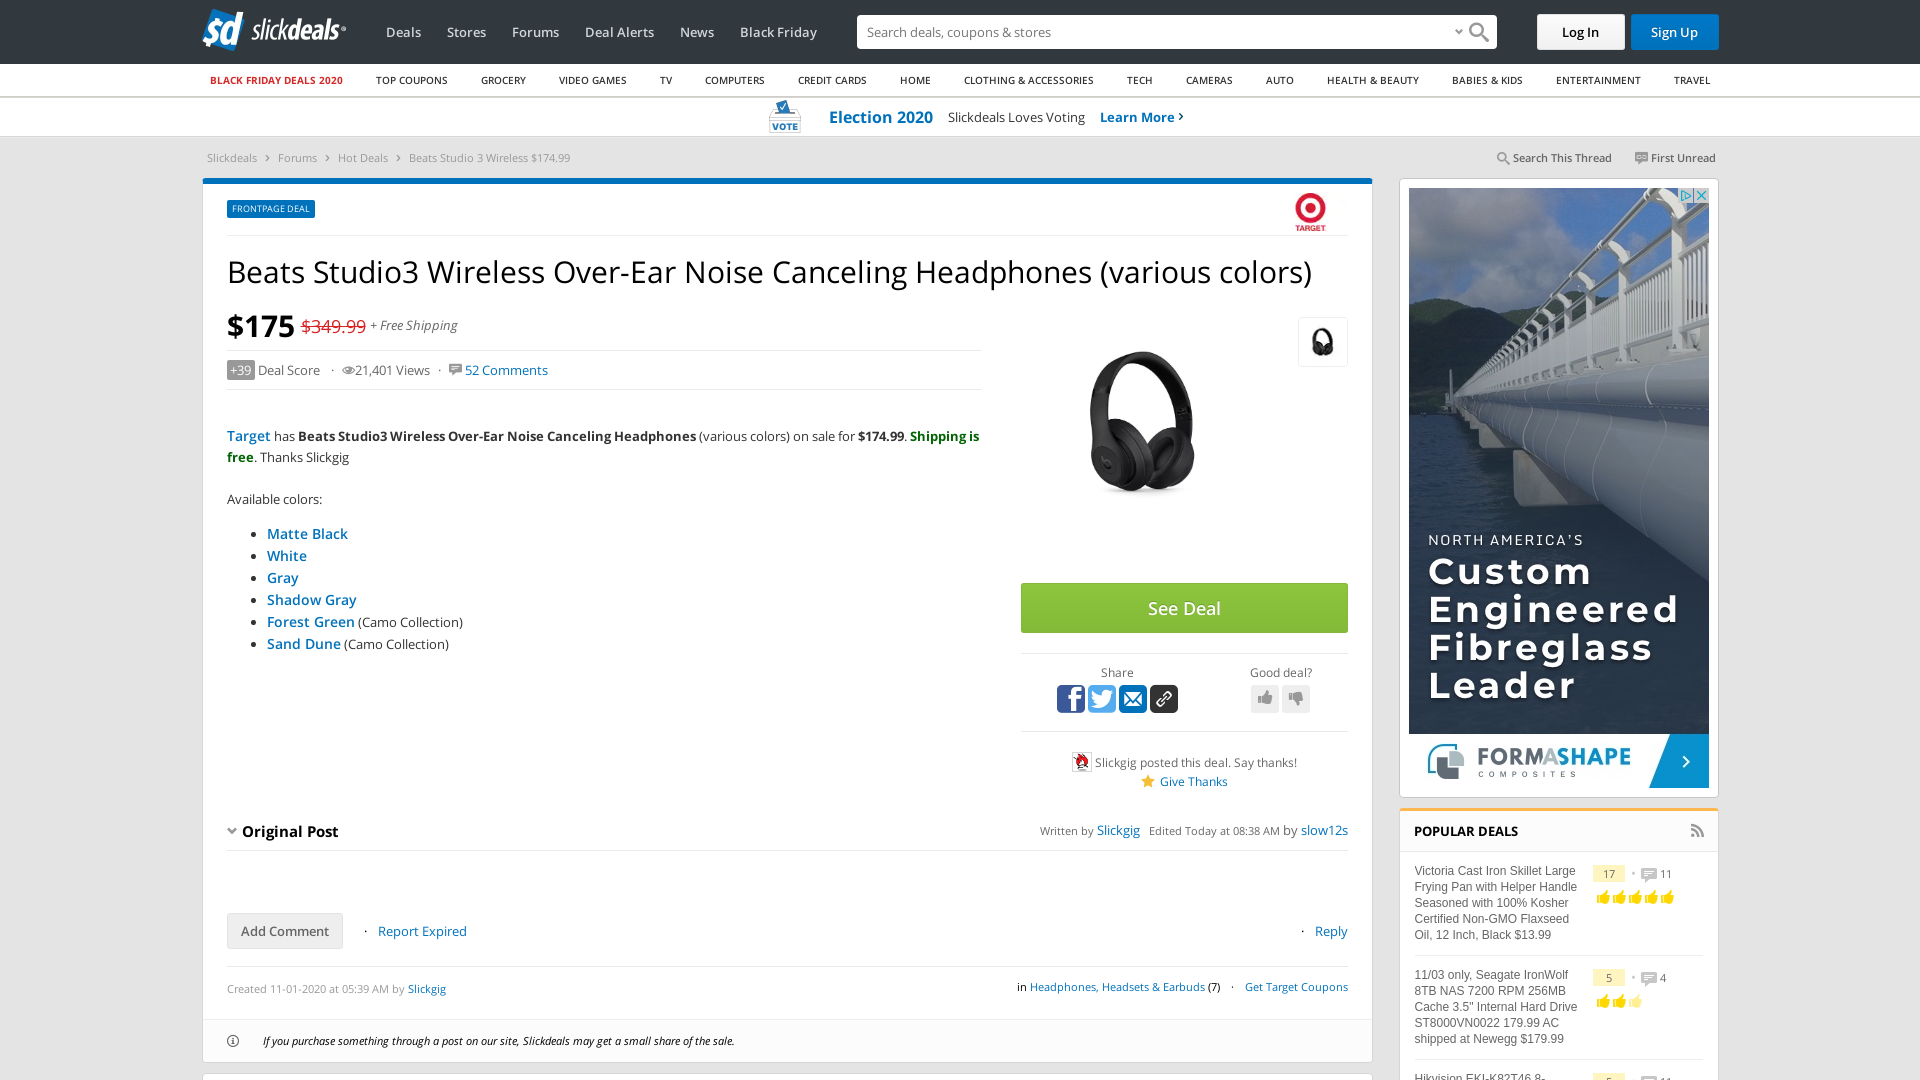 slickdeals
Deals Stores Forums Deal Alerts News Black Friday
Search deals, coupons & stores
Log In
Sign Up
BLACK FRIDAY DEALS 2020 TOP COUPONS GROCERY VIDEO GAMES TV COMPUTERS CREDIT CARDS HOME CLOTHING & ACCESSORIES TECH CAMERAS AUTO HEALTH & BEAUTY BABIES & KIDS ENTERTAINMENT TRAVEL
VOTE
Election 2020 Slickdeals Loves Voting Learn More
Slickdeals › Forums › Hot Deals › Beats Studio 3 Wireless $174.99
Search This Thread First Unread
FRONTPAGE DEAL
TARGET
Beats Studio3 Wireless Over-Ear Noise Canceling Headphones (various colors)
$175 $349.99 + Free Shipping
+39 Deal Score · 21,401 Views · 52 Comments
Target has Beats Studio3 Wireless Over-Ear Noise Canceling Headphones (various colors) on sale for $174.99. Shipping is
free. Thanks Slickgig
Available colors:
• Matte Black
• White
• Gray
• Shadow Gray
• Forest Green (Camo Collection)
• Sand Dune (Camo Collection)
See Deal
Share
Good deal?
Slickgig posted this deal. Say thanks!
Give Thanks
Original Post
Written by Slickgig Edited Today at 08:38 AM by slow12s
Add Comment · Report Expired
· Reply
Created 11-01-2020 at 05:39 AM by Slickgig
in Headphones, Headsets & Earbuds (7) · Get Target Coupons
If you purchase something through a post on our site, Slickdeals may get a small share of the sale.
NORTH AMERICA'S
Custom
Engineered
Fibreglass
Leader
FORMASHAPE
COMPOSITES
POPULAR DEALS
Victoria Cast Iron Skillet Large
Frying Pan with Helper Handle
Seasoned with 100% Kosher
Certified Non-GMO Flaxseed
Oil, 12 Inch, Black $13.99
17 • 11
11/03 only, Seagate IronWolf
8TB NAS 7200 RPM 256MB
Cache 3.5" Internal Hard Drive
ST8000VN0022 179.99 AC
shipped at Newegg $179.99
5 • 4
Hikvision EKI-K82T46 8-
5 • 11